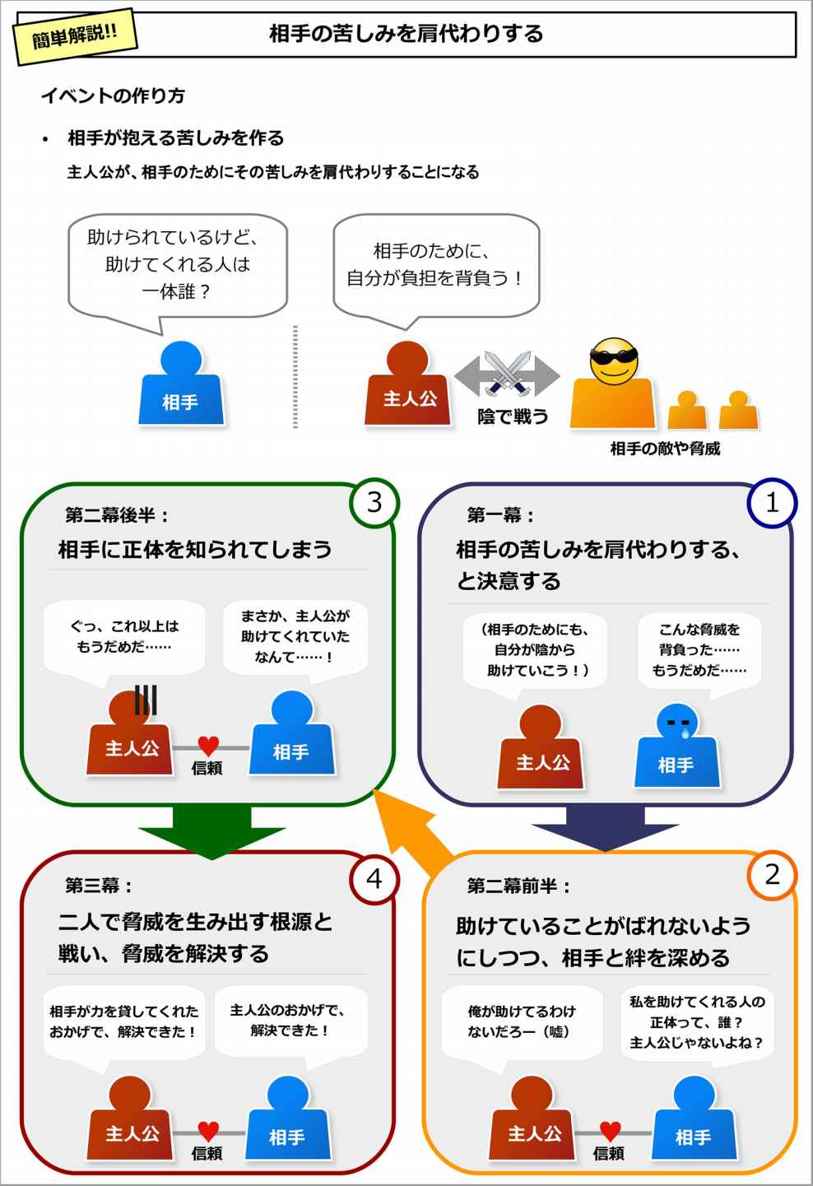 簡単解説!!
相手の苦しみを肩代わりする
イベントの作り方
• 相手が抱える苦しみを作る
主人公が、相手のためにその苦しみを肩代わりすることになる
助けられているけど、
助けてくれる人は
一体誰？
相手のために、
自分が負担を背負う！
相手
主人公
陰で戦う
相手の敵や脅威
1
第一幕：
相手の苦しみを肩代わりする、
と決意する
（相手のためにも、
自分が陰から
助けていこう！）
こんな脅威を
背負った……
もうだめだ……
主人公
相手
2
第二幕前半：
助けていることがばれないよう
にしつつ、相手と絆を深める
俺が助けてるわけ
ないだろー（嘘）
私を助けてくれる人の
正体って、誰？
主人公じゃないよね？
主人公
信頼
相手
3
第二幕後半：
相手に正体を知られてしまう
ぐっ、これ以上は
もうだめだ……
まさか、主人公が
助けてくれていた
なんて……！
主人公
信頼
相手
4
第三幕：
二人で脅威を生み出す根源と
戦い、脅威を解決する
相手が力を貸してくれた
おかげで、解決できた！
主人公のおかげで、
解決できた！
主人公
信頼
相手